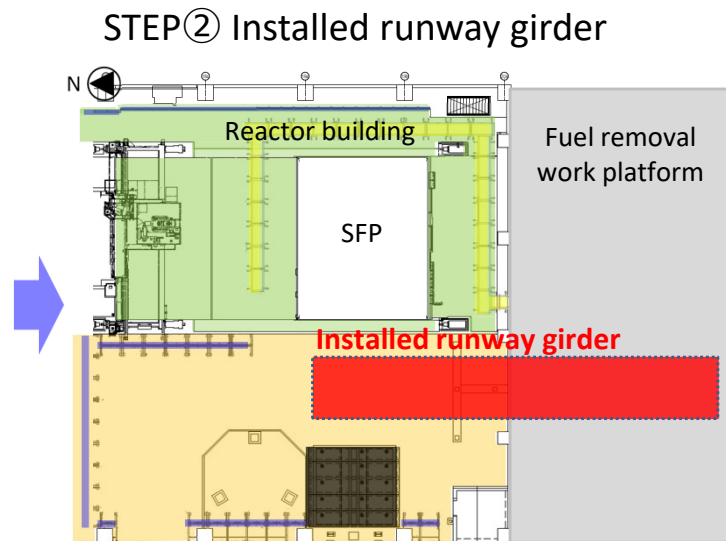 STEP② Installed runway girder
N
Reactor building
Fuel removal
work platform
SFP
Installed runway girder